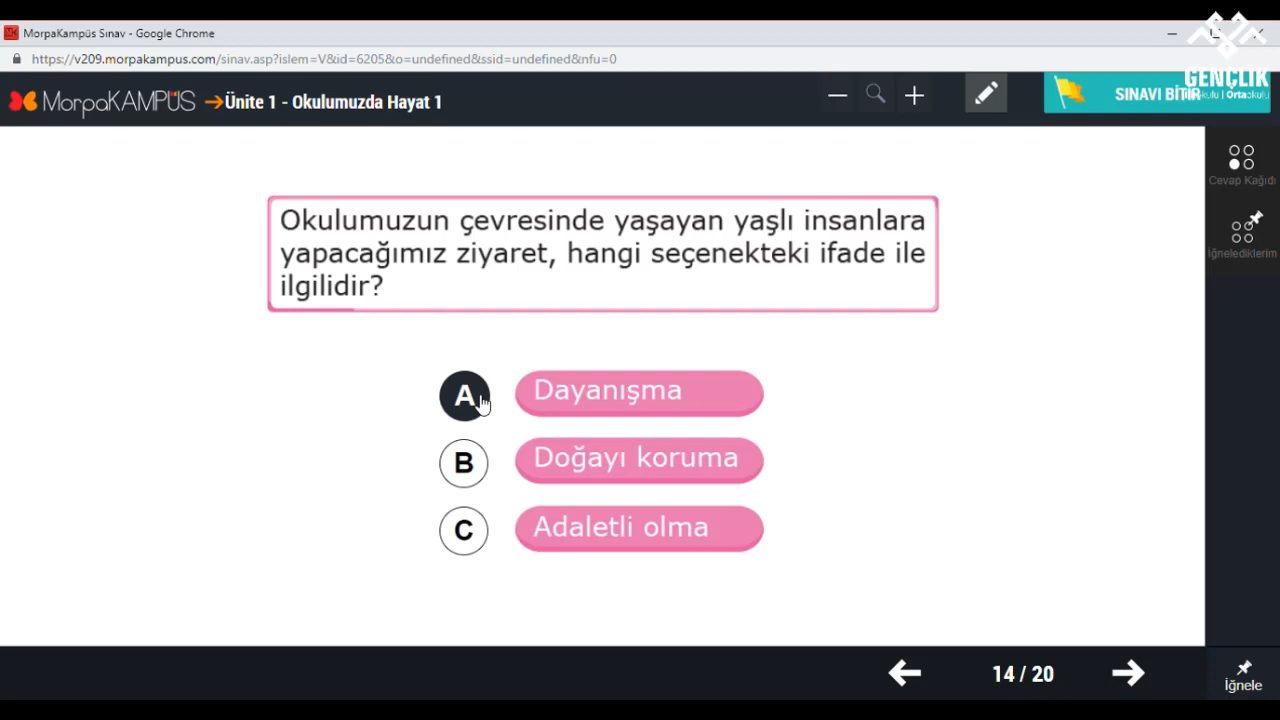 MorpaKampüs Sınav - Google Chrome
https://v209.morpakampus.com/sinav.asp?islem=V&id=6205&o=undefined&ssid=undefined&nfu=0
GENÇLİK
MorpaKAMPÜS
Ünite 1 - Okulumuzda Hayat 1
SINAVI BİTİR
Ortaokulu
Cevap Kağıdı
İğnelediklerim
Okulumuzun çevresinde yaşayan yaşlı insanlara
yapacağımız ziyaret, hangi seçenekteki ifade ile
ilgilidir?
A Dayanışma
B Doğayı koruma
C Adaletli olma
14 / 20
İğnele